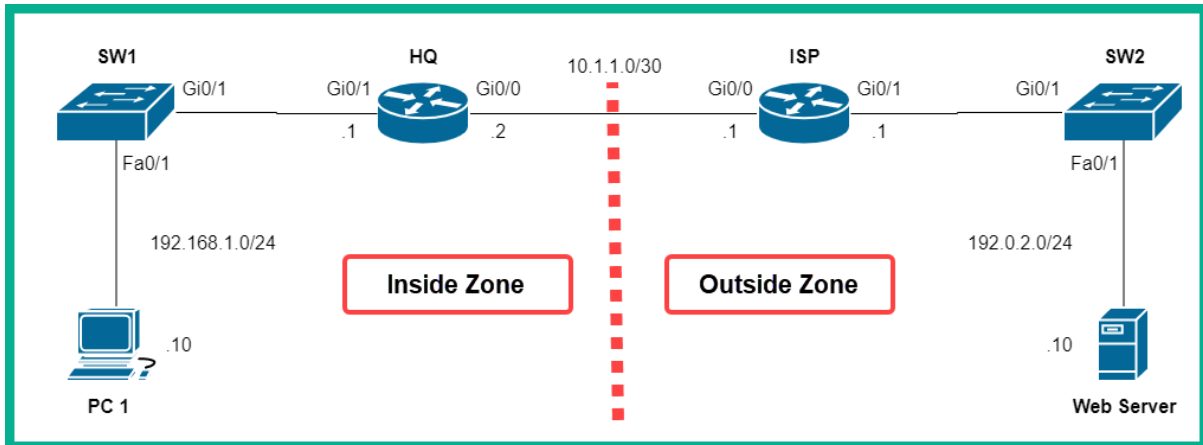 SW1
HQ
10.1.1.0/30
ISP
SW2
Gi0/1
Gi0/1
Gi0/0
Gi0/0
Gi0/1
Gi0/1
.1
.2
.1
.1
Fa0/1
Fa0/1
192.168.1.0/24
192.0.2.0/24
Inside Zone
Outside Zone
.10
.10
PC 1
Web Server